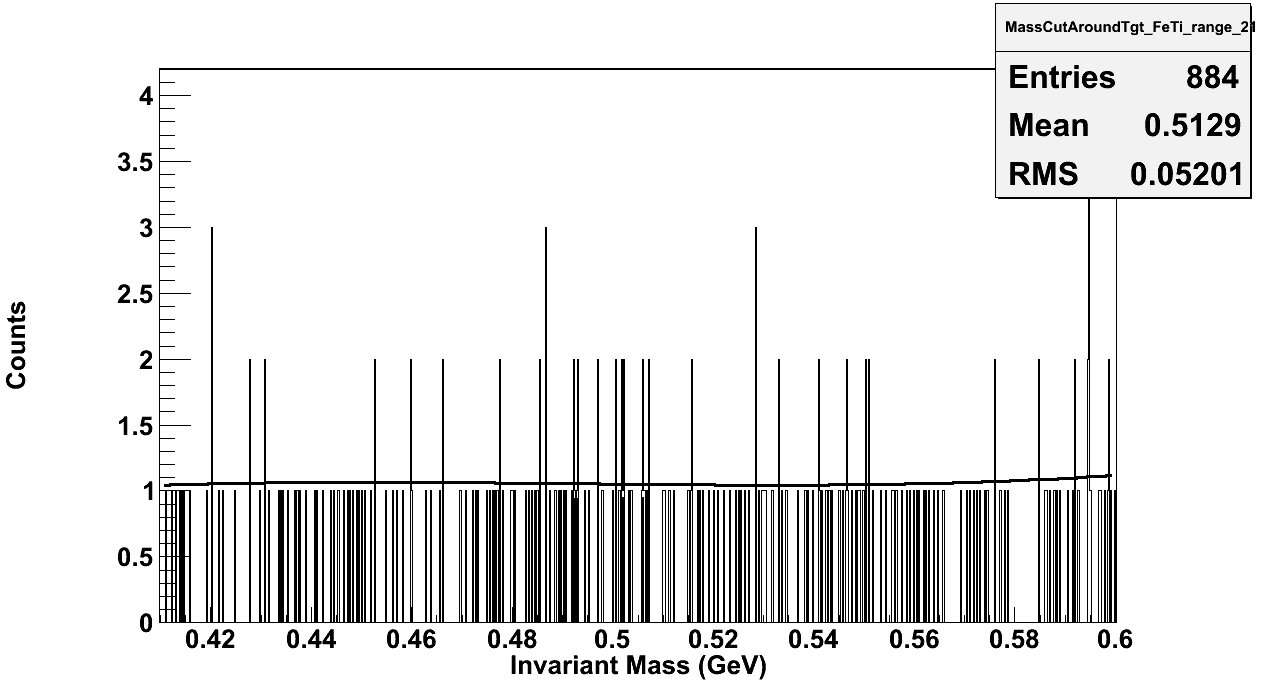 MassCutAroundTgt_FeTi_range_21
Entries 884
Mean 0.5129
RMS 0.05201
4
3.5
3
2.5
2
1.5
1
0.5
0
Counts
0.42 0.44 0.46 0.48 0.5 0.52 0.54 0.56 0.58 0.6
Invariant Mass (GeV)